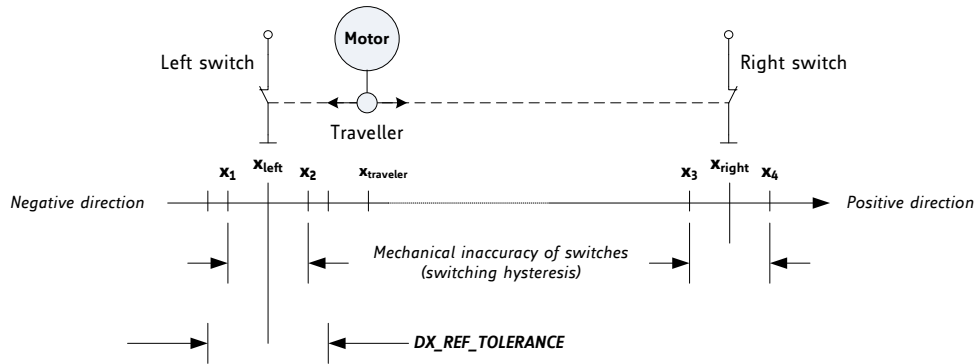 Motor
Left switch
Right switch
Traveller
x1
xleft
x2
xtraveler
x3
xright
x4
Negative direction
Positive direction
Mechanical inaccuracy of switches
(switching hysteresis)
DX_REF_TOLERANCE